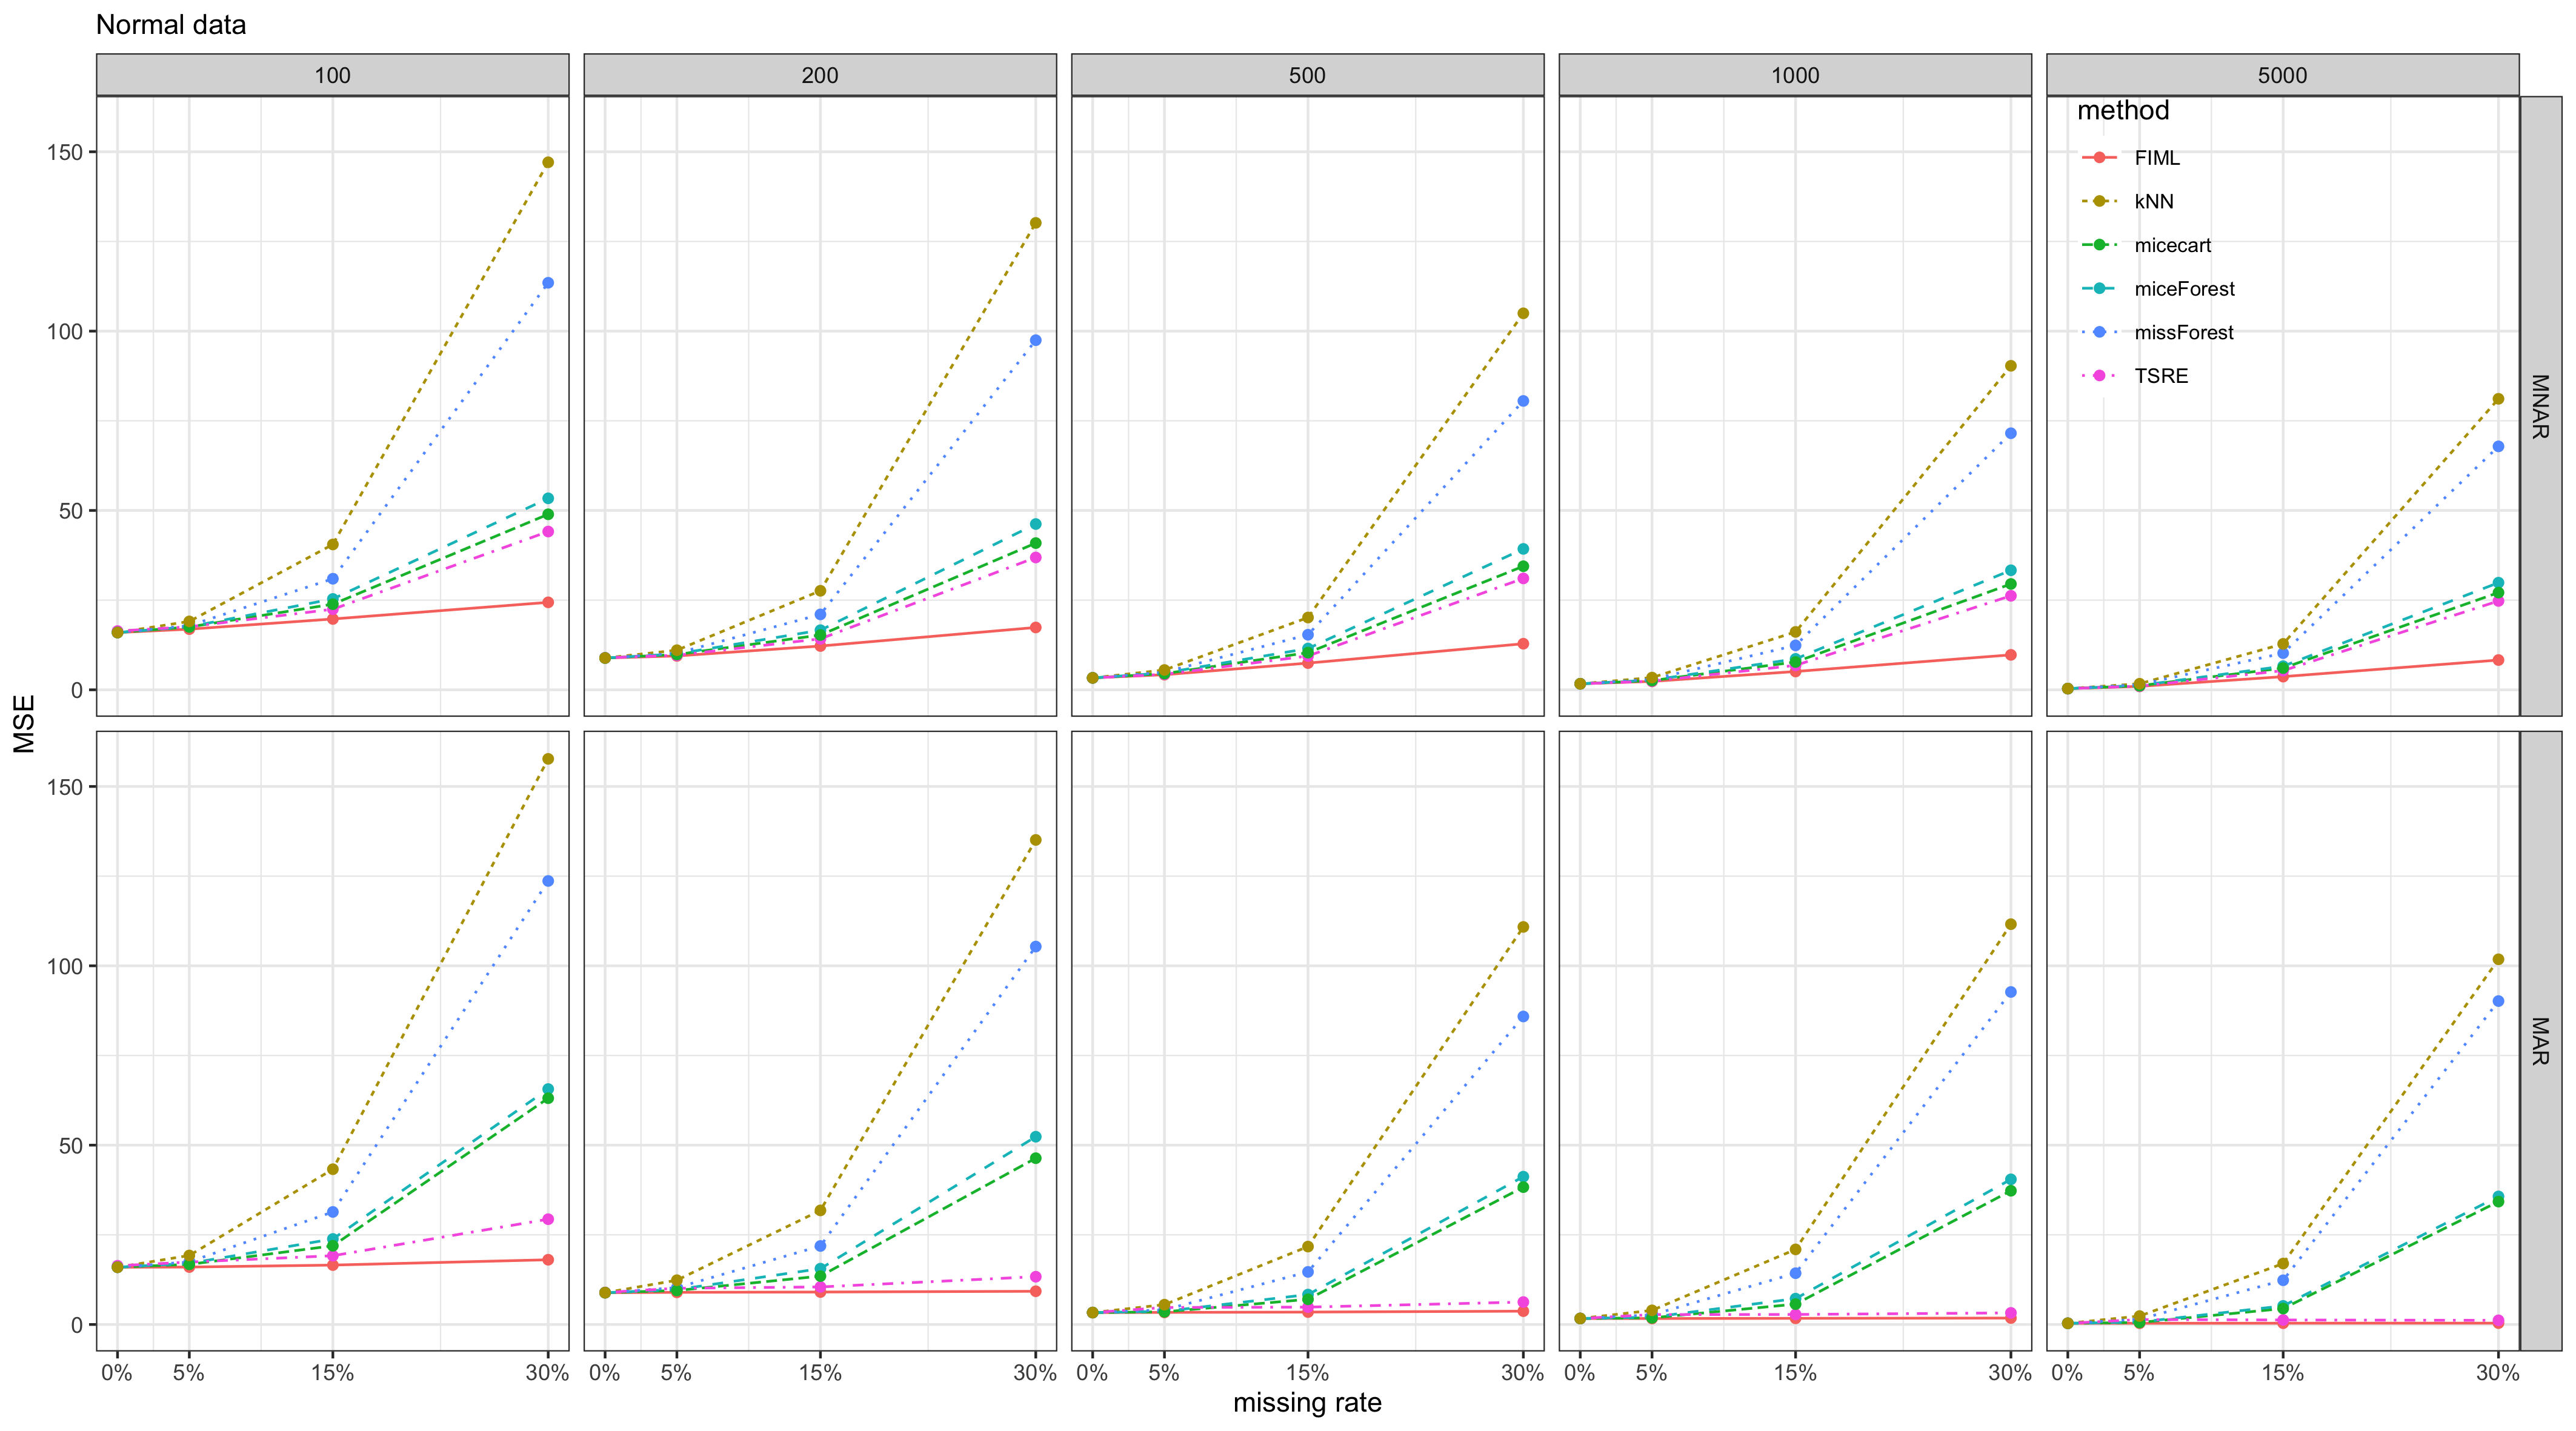 Normal data
100 200 500 1000 5000
method
FIML
kNN
micecart
miceForest
missForest
TSRE
150
100
50
0
MNAR
MSE
150
100
50
0
MAR
0% 5% 15% 30% 0% 5% 15% 30% 0% 5% 15% 30% 0% 5% 15% 30% 0% 5% 15% 30%
missing rate